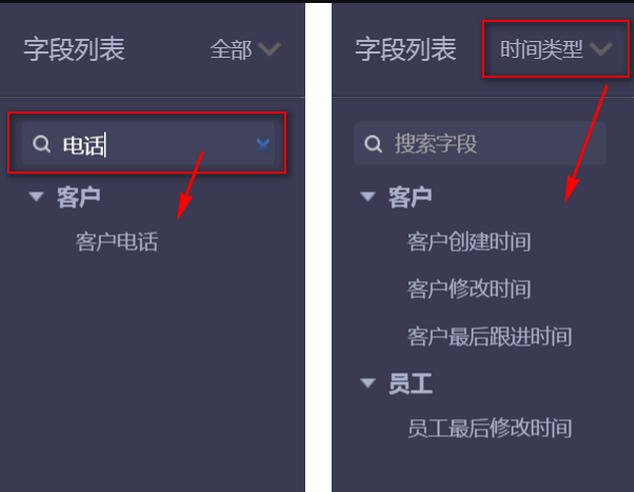 字段列表
全部
电话
客户
客户电话
字段列表
时间类型
搜索字段
客户
客户创建时间
客户修改时间
客户最后跟进时间
员工
员工最后修改时间